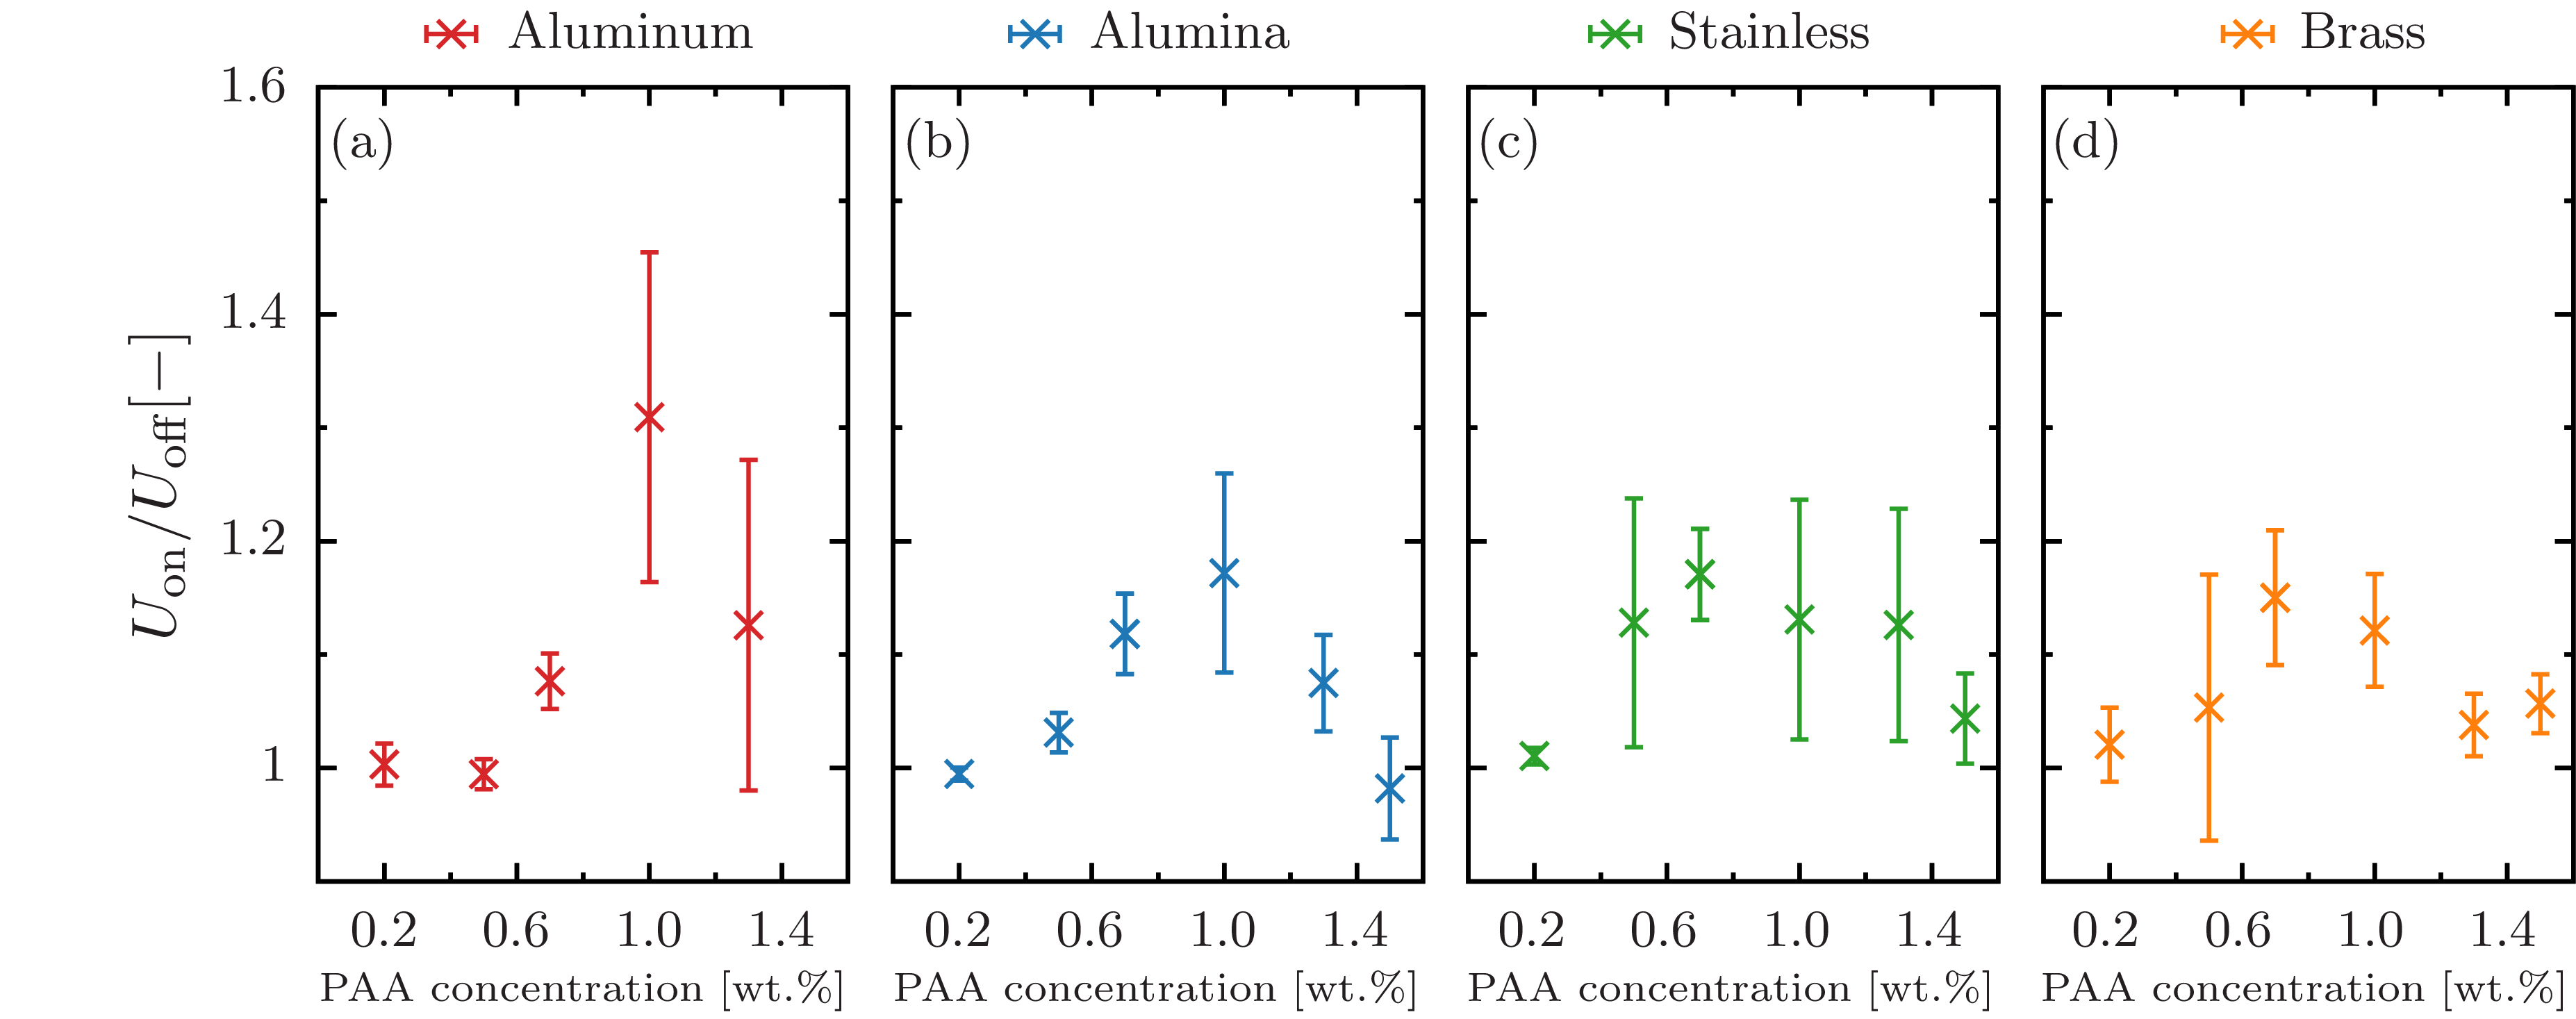 Aluminum Alumina Stainless Brass
1.6
1.4
1.2
1
U_on/U_off[−]
(a) (b) (c) (d)
0.2 0.6 1.0 1.4 0.2 0.6 1.0 1.4 0.2 0.6 1.0 1.4 0.2 0.6 1.0 1.4
PAA concentration [wt.%] PAA concentration [wt.%] PAA concentration [wt.%] PAA concentration [wt.%]